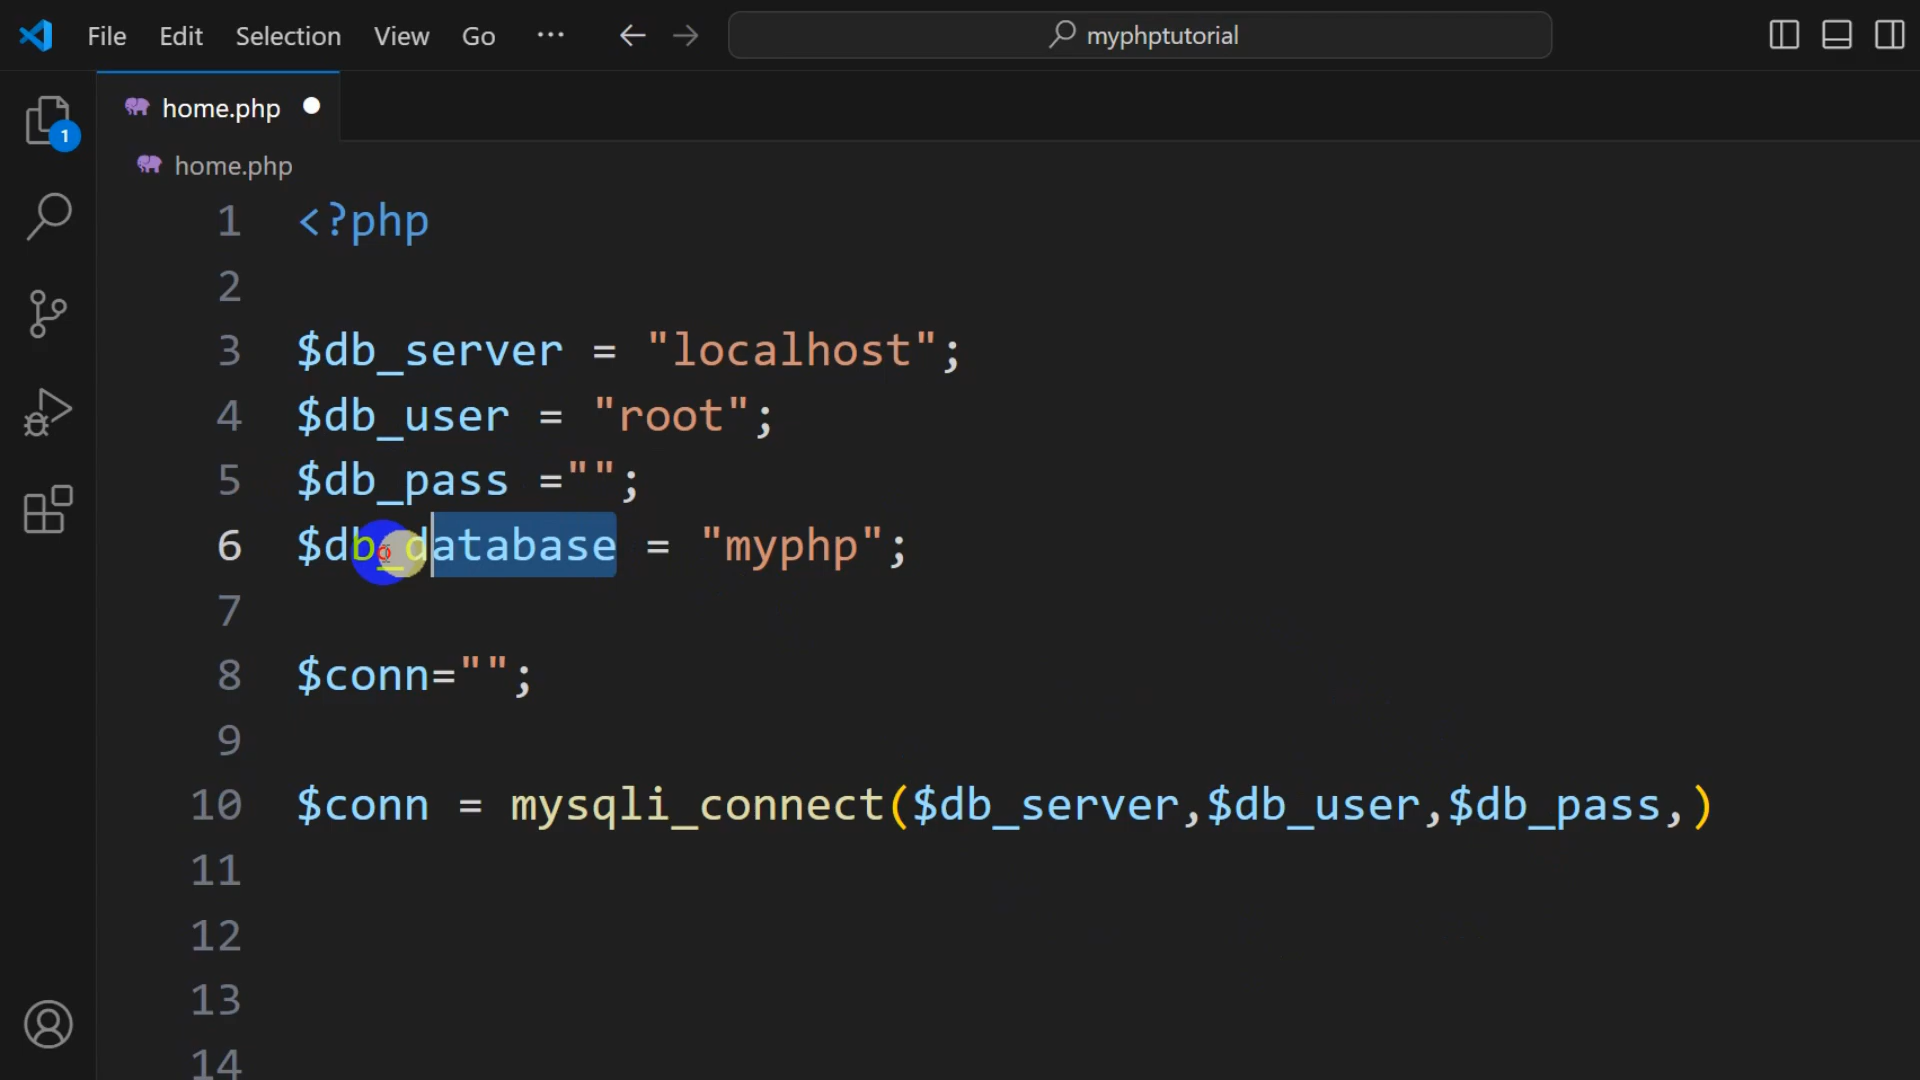 File Edit Selection View Go ··· myphptutorial
home.php
1
home.php
1 <?php
2
3 $db_server = "localhost";
4 $db_user = "root";
5 $db_pass ="";
6 $db_database = "myphp";
7
8 $conn="";
9
10 $conn = mysqli_connect($db_server,$db_user,$db_pass,)
11
12
13
14